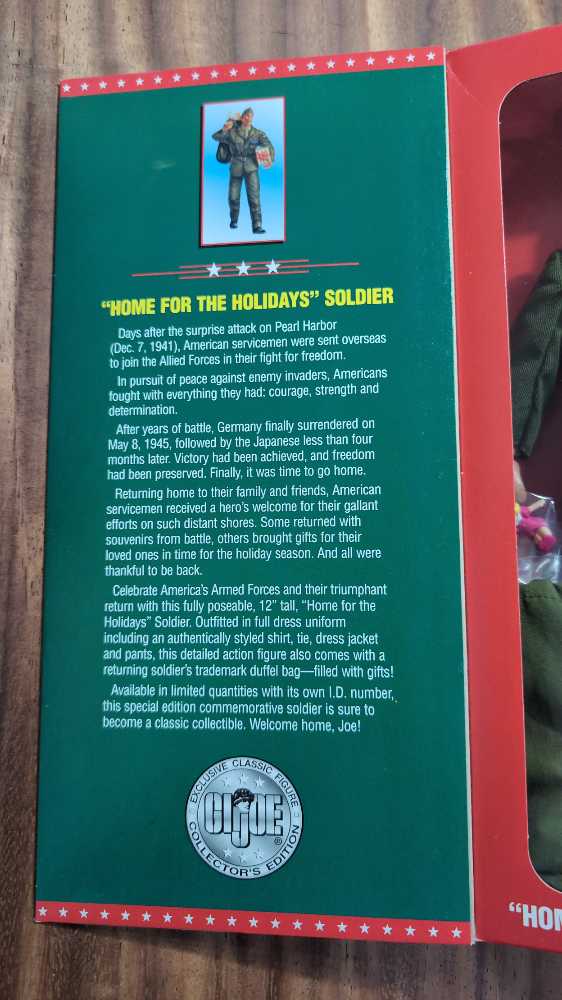 "HOME FOR THE HOLIDAYS" SOLDIER
Days after the surprise attack on Pearl Harbor
(Dec. 7, 1941), American servicemen were sent overseas
to join the Allied Forces in their fight for freedom.
In pursuit of peace against enemy invaders, Americans
fought with everything they had: courage, strength and
determination.
After years of battle, Germany finally surrendered on
May 8, 1945, followed by the Japanese less than four
months later. Victory had been achieved, and freedom
had been preserved. Finally, it was time to go home.
Returning home to their family and friends, American
servicemen received a hero's welcome for their gallant
efforts on such distant shores. Some returned with
souvenirs from battle, others brought gifts for their
loved ones in time for the holiday season. And all were
thankful to be back.
Celebrate America's Armed Forces and their triumphant
return with this fully poseable, 12" tall, "Home for the
Holidays" Soldier. Outfitted in full dress uniform
including an authentically styled shirt, tie, dress jacket
and pants, this detailed action figure also comes with a
returning soldier's trademark duffel bag—filled with gifts!
Available in limited quantities with its own I.D. number,
this special edition commemorative soldier is sure to
become a classic collectible. Welcome home, Joe!
EXCLUSIVE CLASSIC FIGURE
GI JOE®
COLLECTOR'S EDITION
"HOM